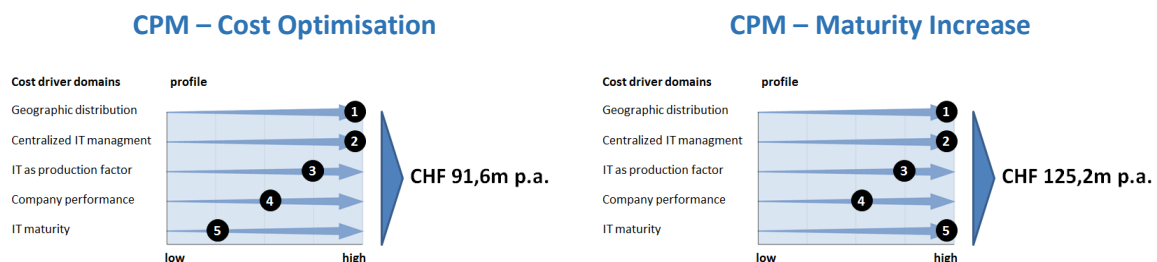 CPM – Cost Optimisation
Cost driver domains profile
Geographic distribution 1
Centralized IT managment 2
IT as production factor 3
Company performance 4
IT maturity 5
low high
CHF 91,6m p.a.
CPM – Maturity Increase
Cost driver domains profile
Geographic distribution 1
Centralized IT managment 2
IT as production factor 3
Company performance 4
IT maturity 5
low high
CHF 125,2m p.a.